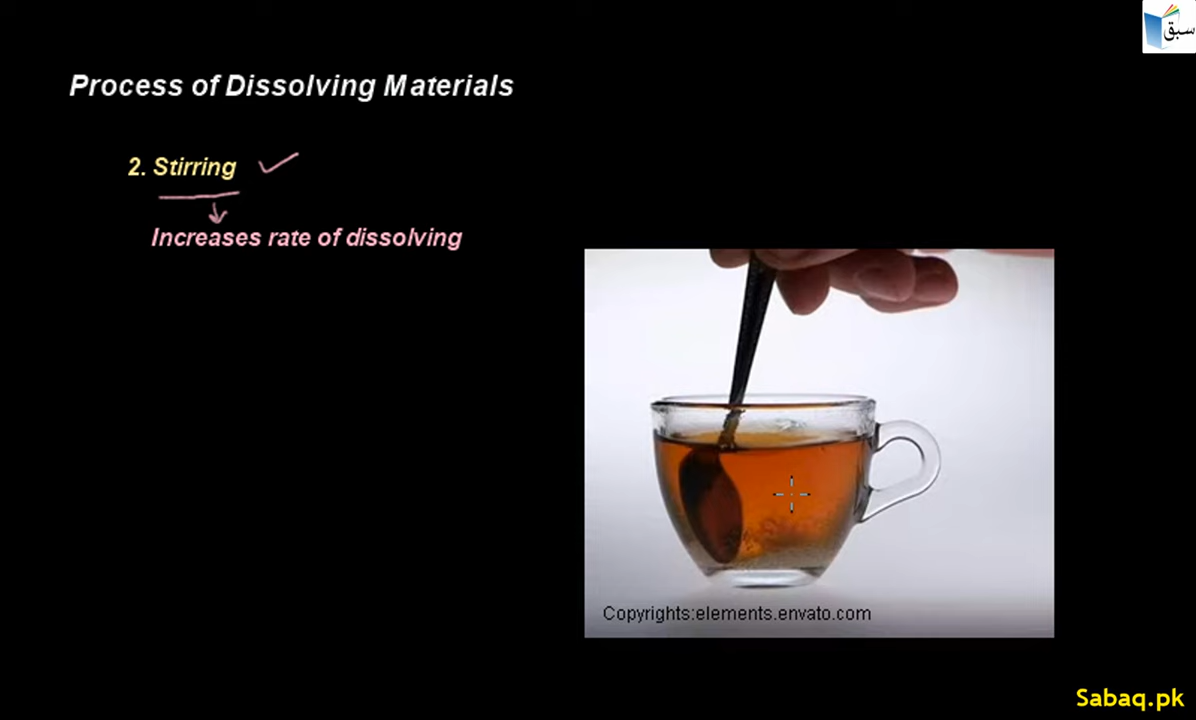 سبق
Process of Dissolving Materials
2. Stirring
Increases rate of dissolving
Copyrights:elements.envato.com
Sabaq.pk